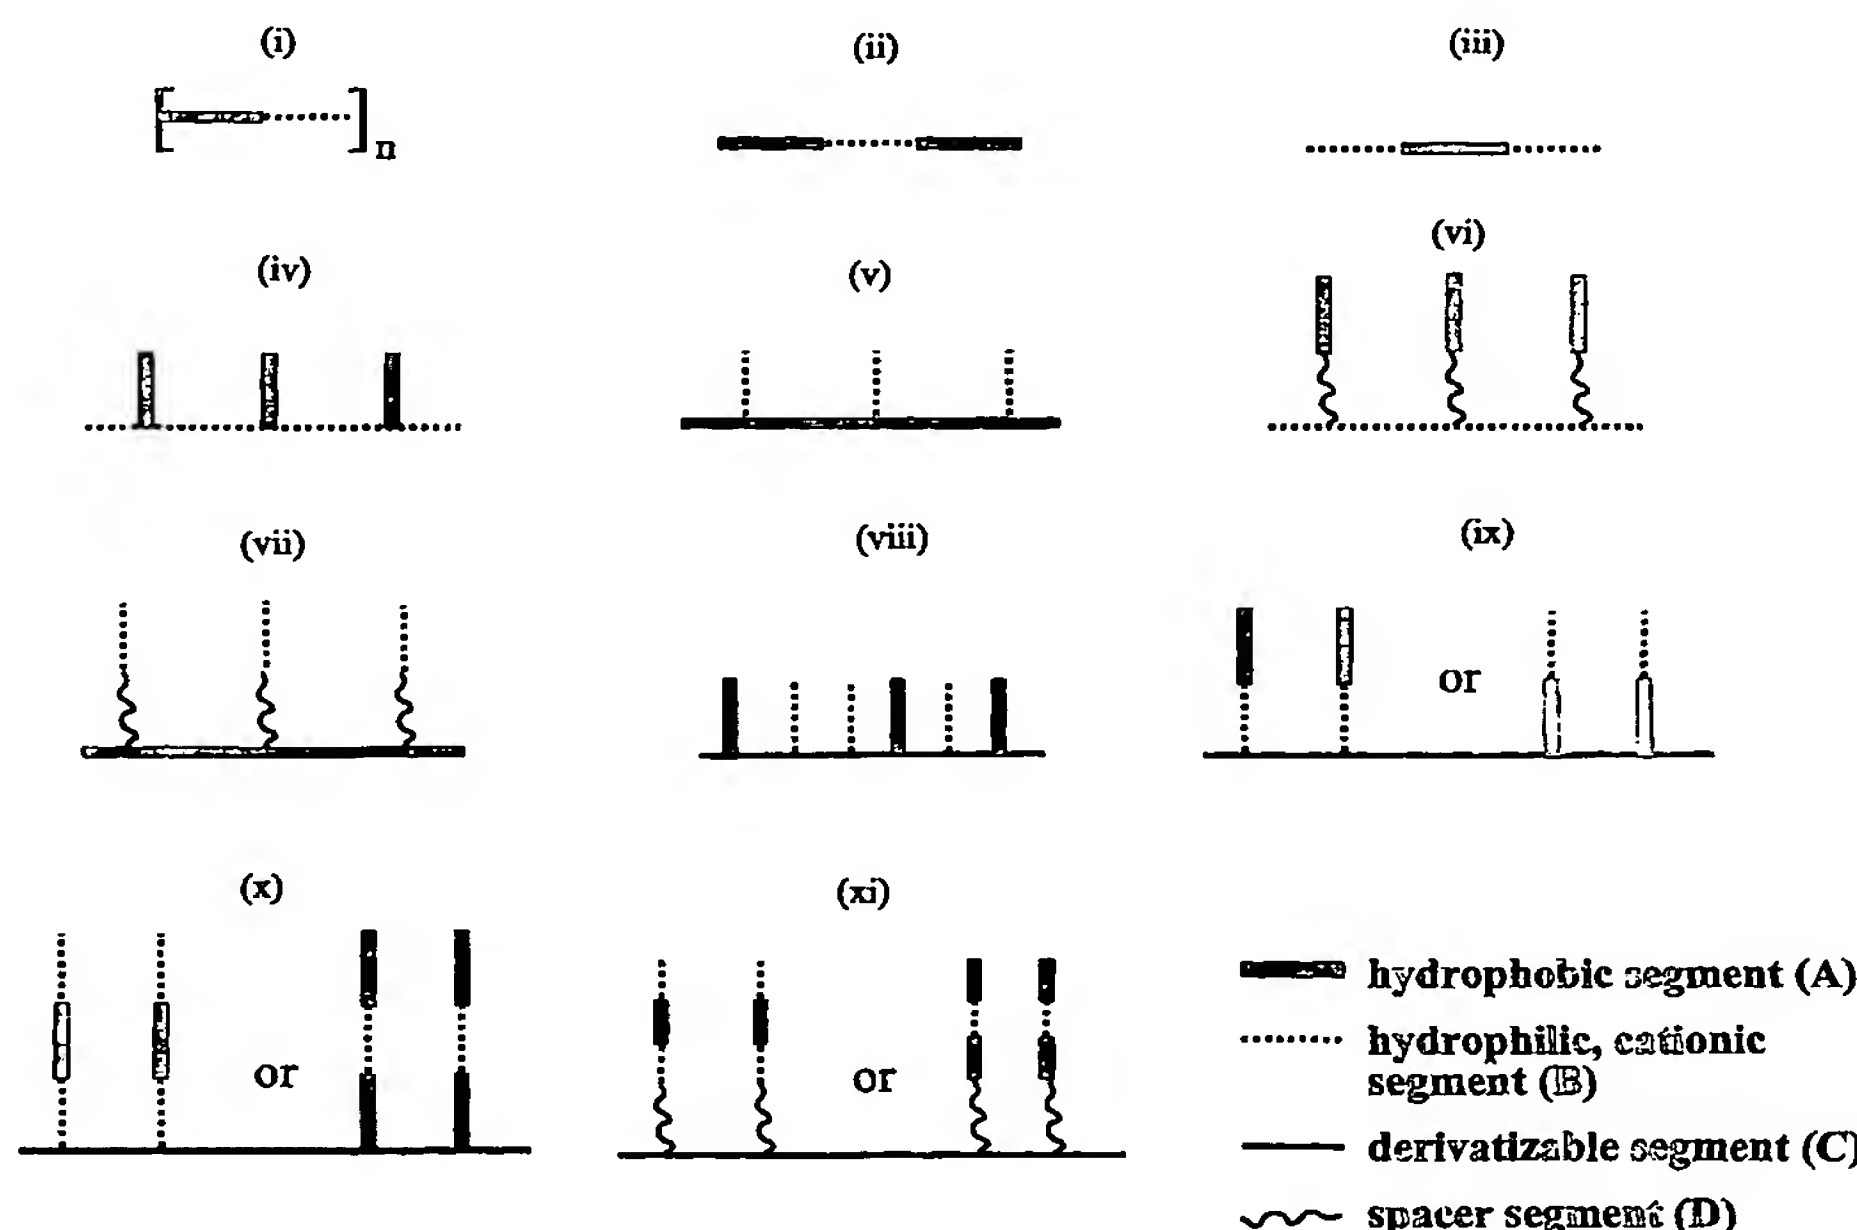 (i)
(ii)
(iii)
n
(iv)
(v)
(vi)
(vii)
(viii)
(ix)
or
(x)
or
(xi)
or
hydrophobic segment (A)
hydrophilic, cationic
segment (B)
derivatizable segment (C)
spacer segment (D)